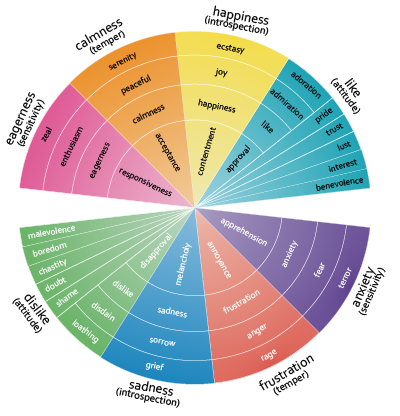 happiness
(introspection)
ecstasy
joy
happiness
contentment
like
(attitude)
adoration
admiration
like
approval
pride
trust
lust
interest
benevolence
calmness
(temper)
serenity
peaceful
calmness
acceptance
eagerness
(sensitivity)
zeal
enthusiasm
eagerness
responsiveness
malevolence
boredom
chastity
doubt
shame
loathing
disdain
dislike
disapproval
dislike
(attitude)
melancholy
sadness
sorrow
grief
sadness
(introspection)
annoyance
frustration
anger
rage
frustration
(temper)
apprehension
anxiety
fear
terror
anxiety
(sensitivity)